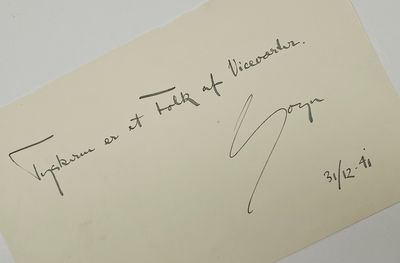 Tyskerne er et Folk af Viceværter.
31/12-41